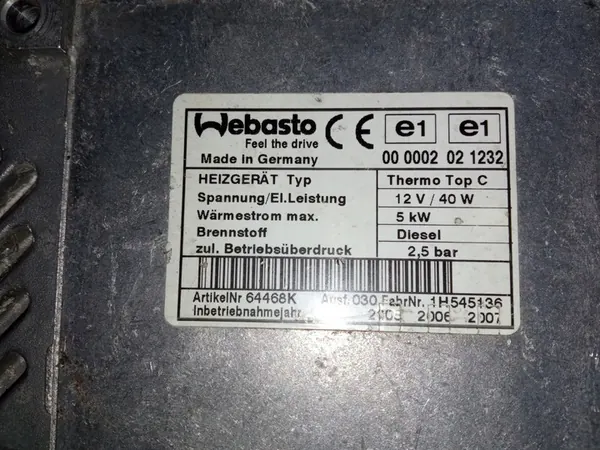 Webasto CE e1 e1
Feel the drive
Made in Germany 00 0002 02 1232
HEIZGERÄT Typ Thermo Top C
Spannung/El.Leistung 12 V / 40 W
Wärmestrom max. 5 kW
Brennstoff Diesel
zul. Betriebsüberdruck 2,5 bar
ArtikelNr 64468K Ausf. 030 FabrNr. 1H545136
Inbetriebnahmejahr 2005 2006 2007